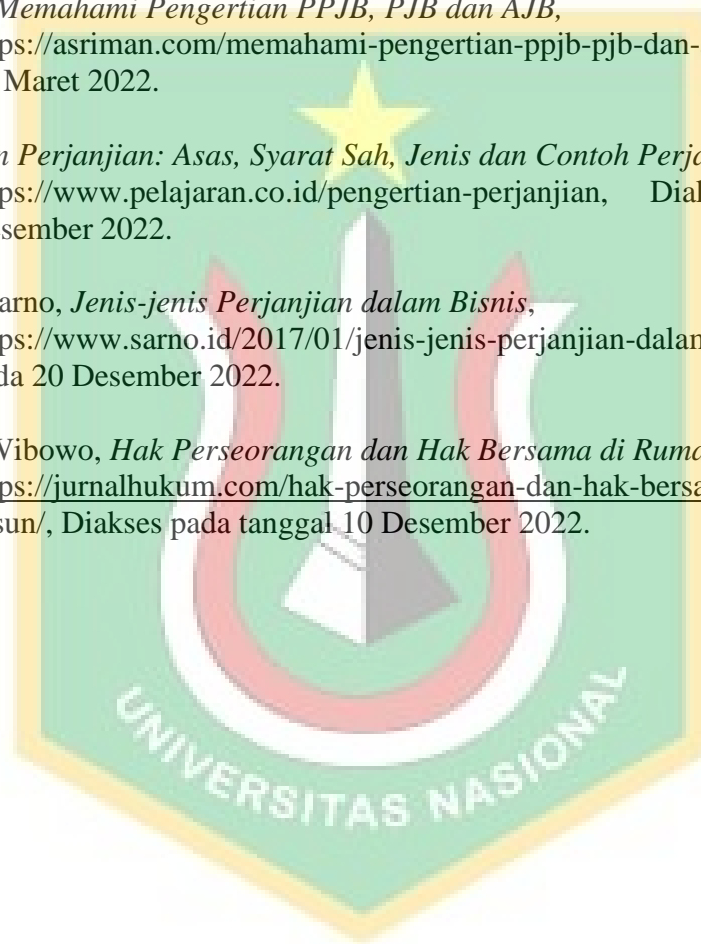 Memahami Pengertian PPJB, PJB dan AJB,
ps://asriman.com/memahami-pengertian-ppjb-pjb-dan-
Maret 2022.
n Perjanjian: Asas, Syarat Sah, Jenis dan Contoh Perja
ps://www.pelajaran.co.id/pengertian-perjanjian, Dial
sember 2022.
arno, Jenis-jenis Perjanjian dalam Bisnis,
ps://www.sarno.id/2017/01/jenis-jenis-perjanjian-dalan
da 20 Desember 2022.
Wibowo, Hak Perseorangan dan Hak Bersama di Ruma
ps://jurnalhukum.com/hak-perseorangan-dan-hak-bersa
sun/, Diakses pada tanggal 10 Desember 2022.
UNIVERSITAS NASIONAL